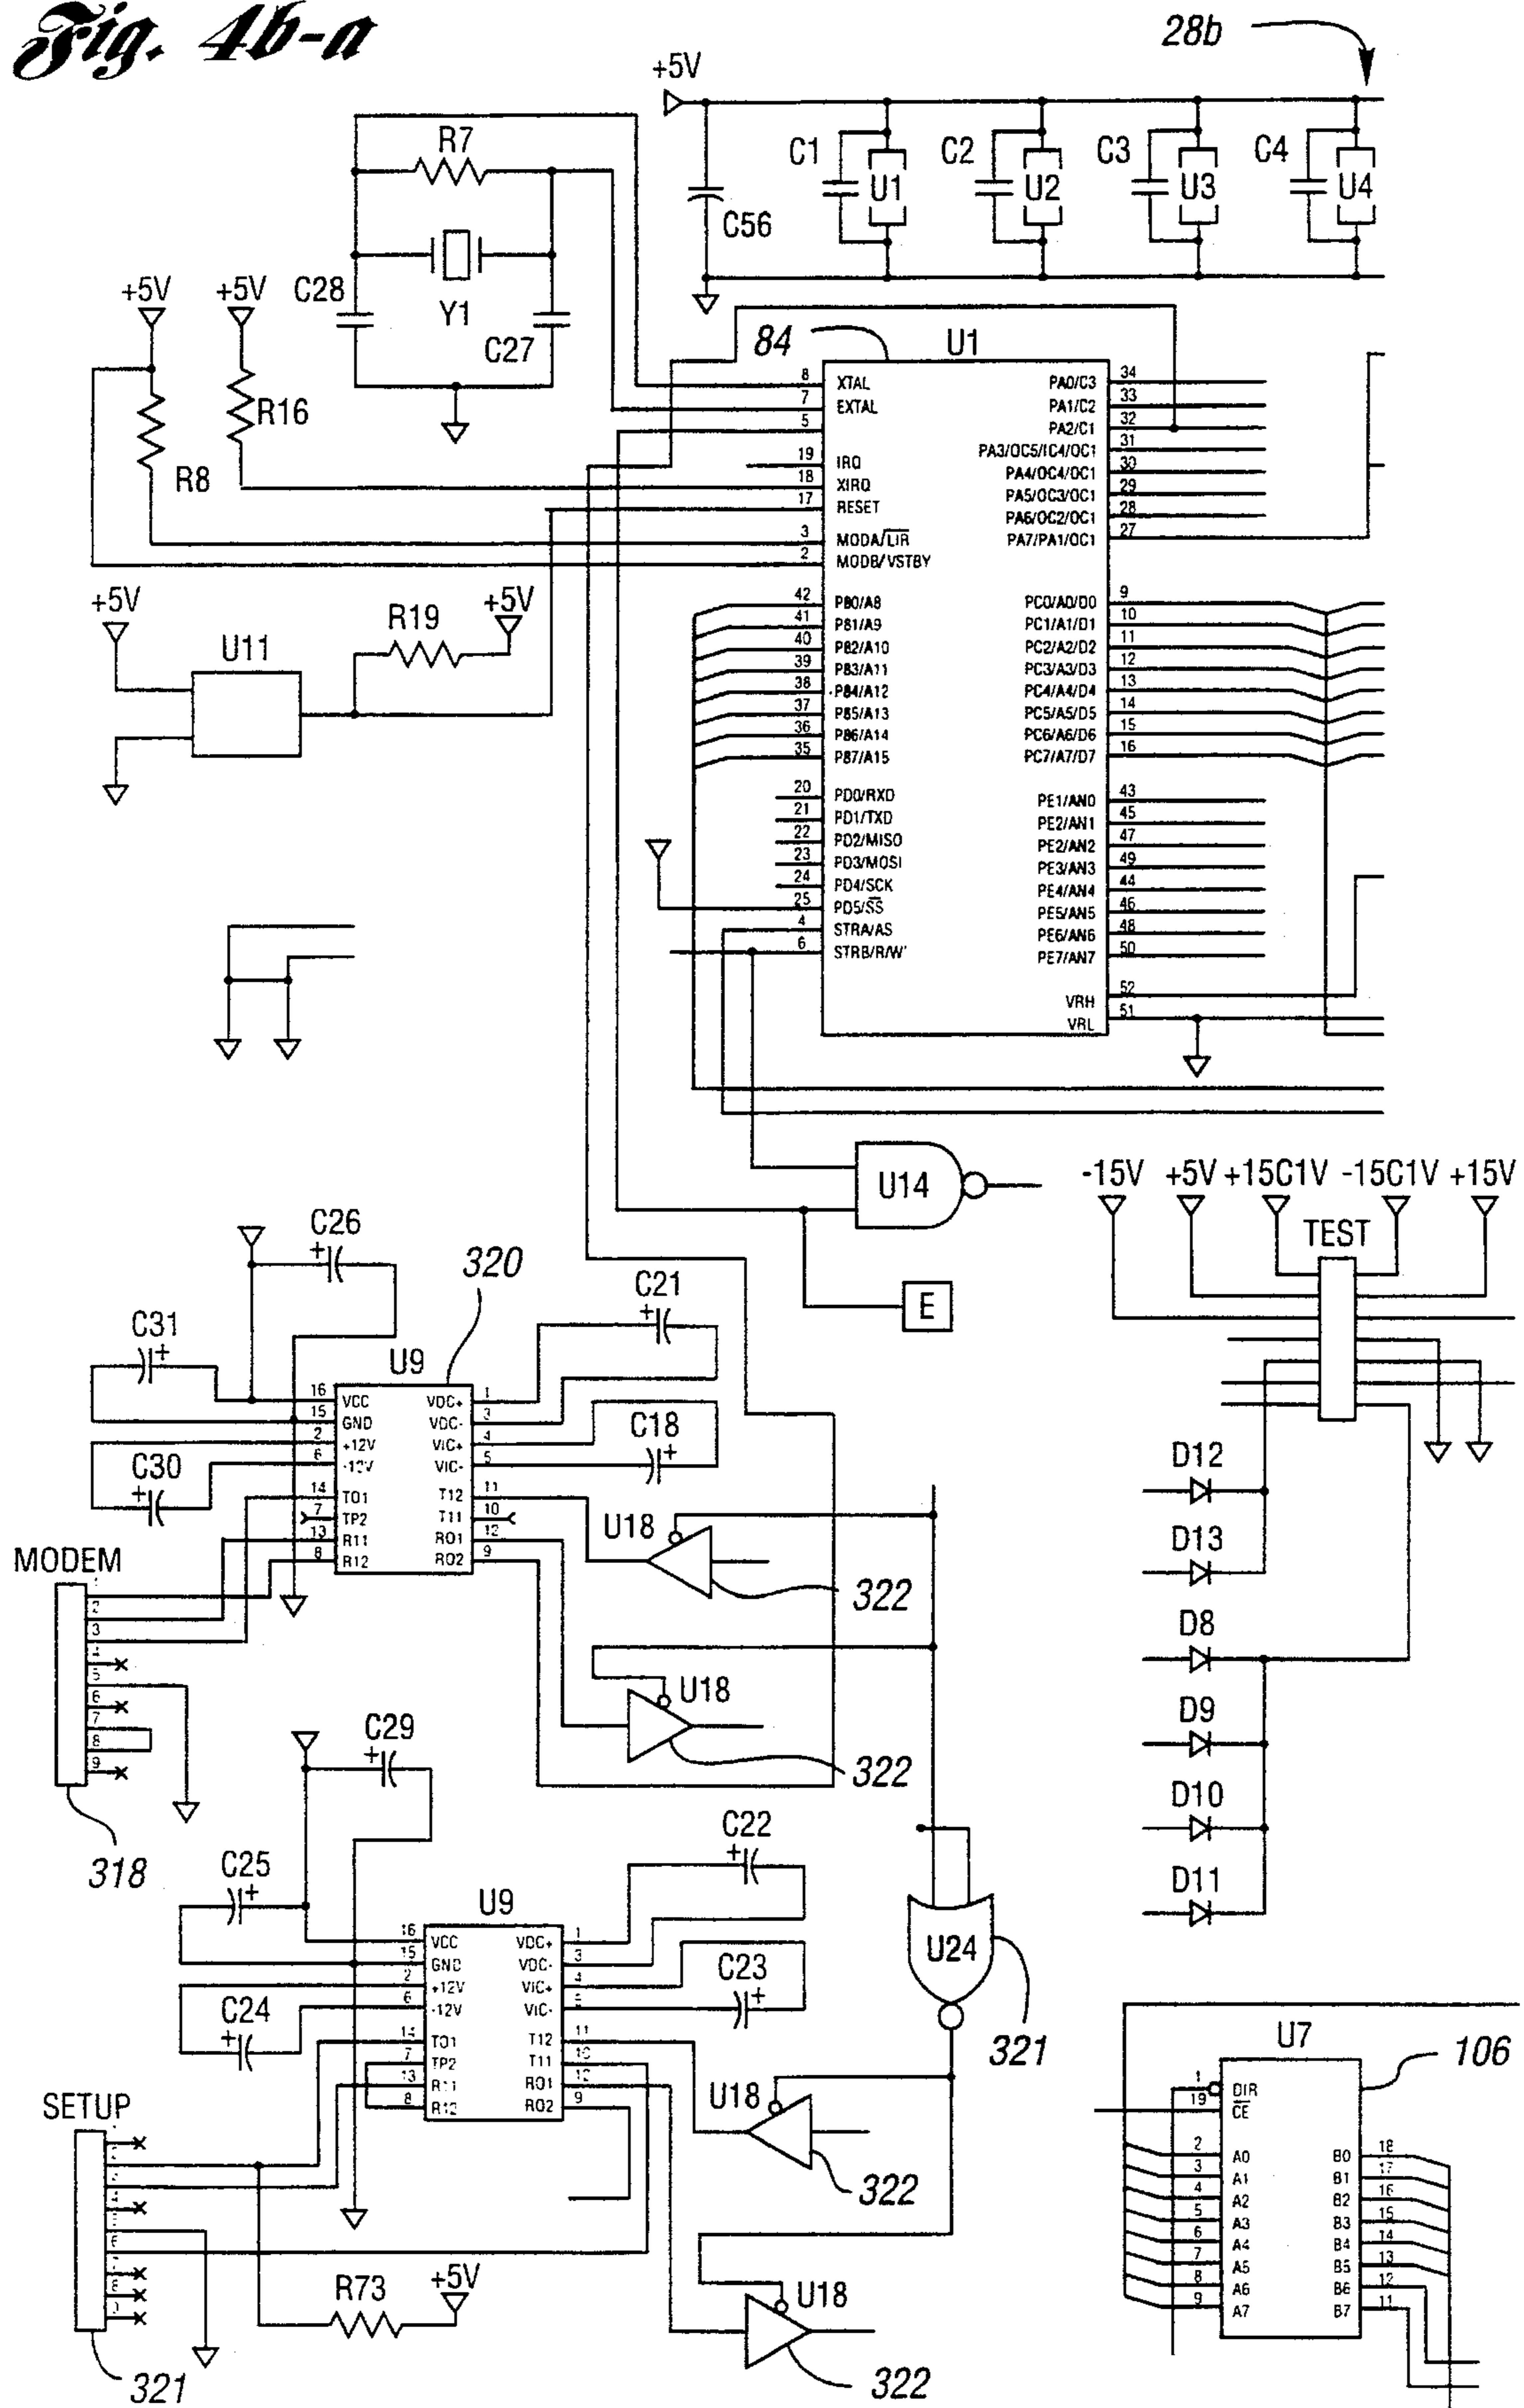 Fig. 4b-a
28b
+5V
R7
C1
U1
C2
U2
C3
U3
C4
U4
C56
+5V
+5V
C28
Y1
C27
R16
R8
84
U1
8
XTAL
7
EXTAL
5
19
IRQ
18
XIRQ
17
RESET
3
MODA/LIR
2
MODB/VSTBY
42
PB0/A8
41
PB1/A9
40
PB2/A10
39
PB3/A11
38
PB4/A12
37
PB5/A13
36
PB6/A14
35
PB7/A15
20
PD0/RXD
21
PD1/TXD
22
PD2/MISO
23
PD3/MOSI
24
PD4/SCK
25
PD5/SS
4
STRA/AS
6
STRB/R/W'
PA0/C3
34
PA1/C2
33
PA2/C1
32
PA3/OC5/IC4/OC1
31
PA4/OC4/OC1
30
PA5/OC3/OC1
29
PA6/OC2/OC1
28
PA7/PA1/OC1
27
PC0/A0/D0
9
PC1/A1/D1
10
PC2/A2/D2
11
PC3/A3/D3
12
PC4/A4/D4
13
PC5/A5/D5
14
PC6/A6/D6
15
PC7/A7/D7
16
PE1/AN0
43
PE2/AN1
45
PE2/AN2
47
PE3/AN3
49
PE4/AN4
44
PE5/AN5
46
PE6/AN6
48
PE7/AN7
50
VRH
52
VRL
51
+5V
U11
R19
+5V
U14
E
-15V +5V +15C1V -15C1V +15V
TEST
D12
D13
D8
D9
D10
D11
C26
320
C21
C31
U9
C18
C30
16
VCC
15
GND
2
+12V
6
-12V
14
TO1
7
TP2
13
R11
8
R12
VDC+
1
VDC-
3
VIC+
4
VIC-
5
T12
11
T11
10
RO1
12
RO2
9
U18
322
U18
322
MODEM
1
2
3
4
5
6
7
8
9
318
C29
C22
C25
U9
C23
C24
16
VCC
15
GND
2
+12V
6
-12V
14
TO1
7
TP2
13
R11
8
R12
VDC+
1
VDC-
3
VIC+
4
VIC-
5
T12
11
T11
10
RO1
12
RO2
9
U24
321
U18
322
U18
322
SETUP
6
R73
+5V
321
U7
106
1
DIR
19
CE
2
A0
3
A1
4
A2
5
A3
6
A4
7
A5
8
A6
9
A7
B0
18
B1
17
B2
16
B3
15
B4
14
B5
13
B6
12
B7
11